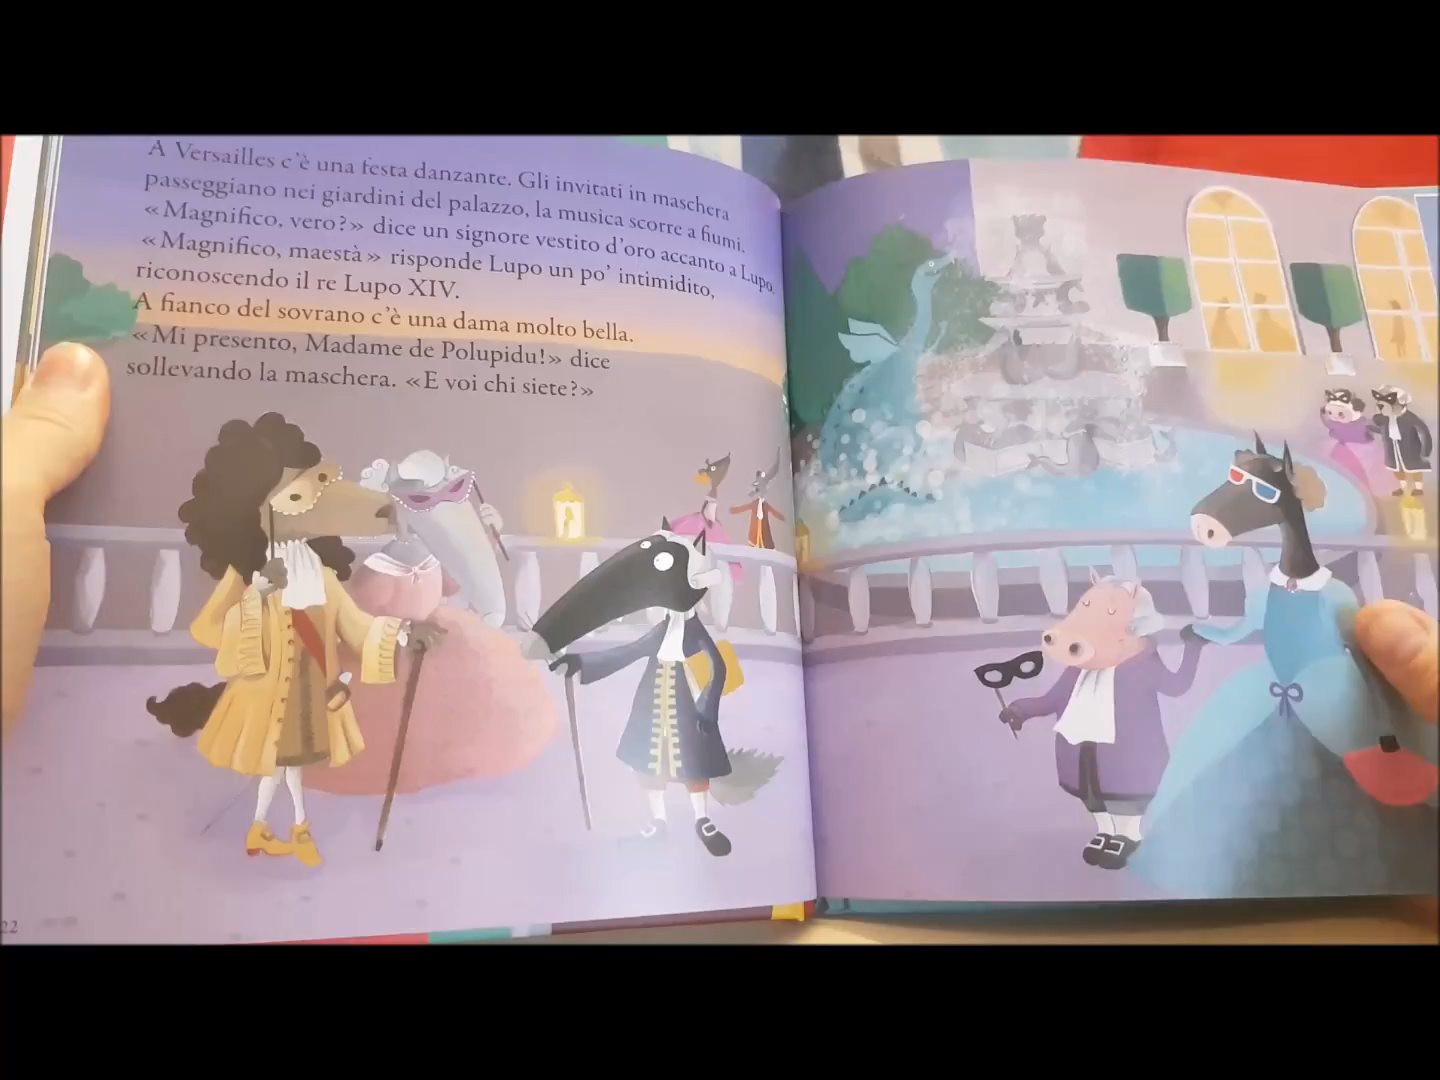 A Versailles c'è una festa danzante. Gli invitati in maschera
passeggiano nei giardini del palazzo, la musica scorre a fiumi.
«Magnifico, vero?» dice un signore vestito d'oro accanto a Lupo.
«Magnifico, maestà» risponde Lupo un po' intimidito,
riconoscendo il re Lupo XIV.
A fianco del sovrano c'è una dama molto bella.
«Mi presento, Madame de Polupidu!» dice
sollevando la maschera. «E voi chi siete?»
22